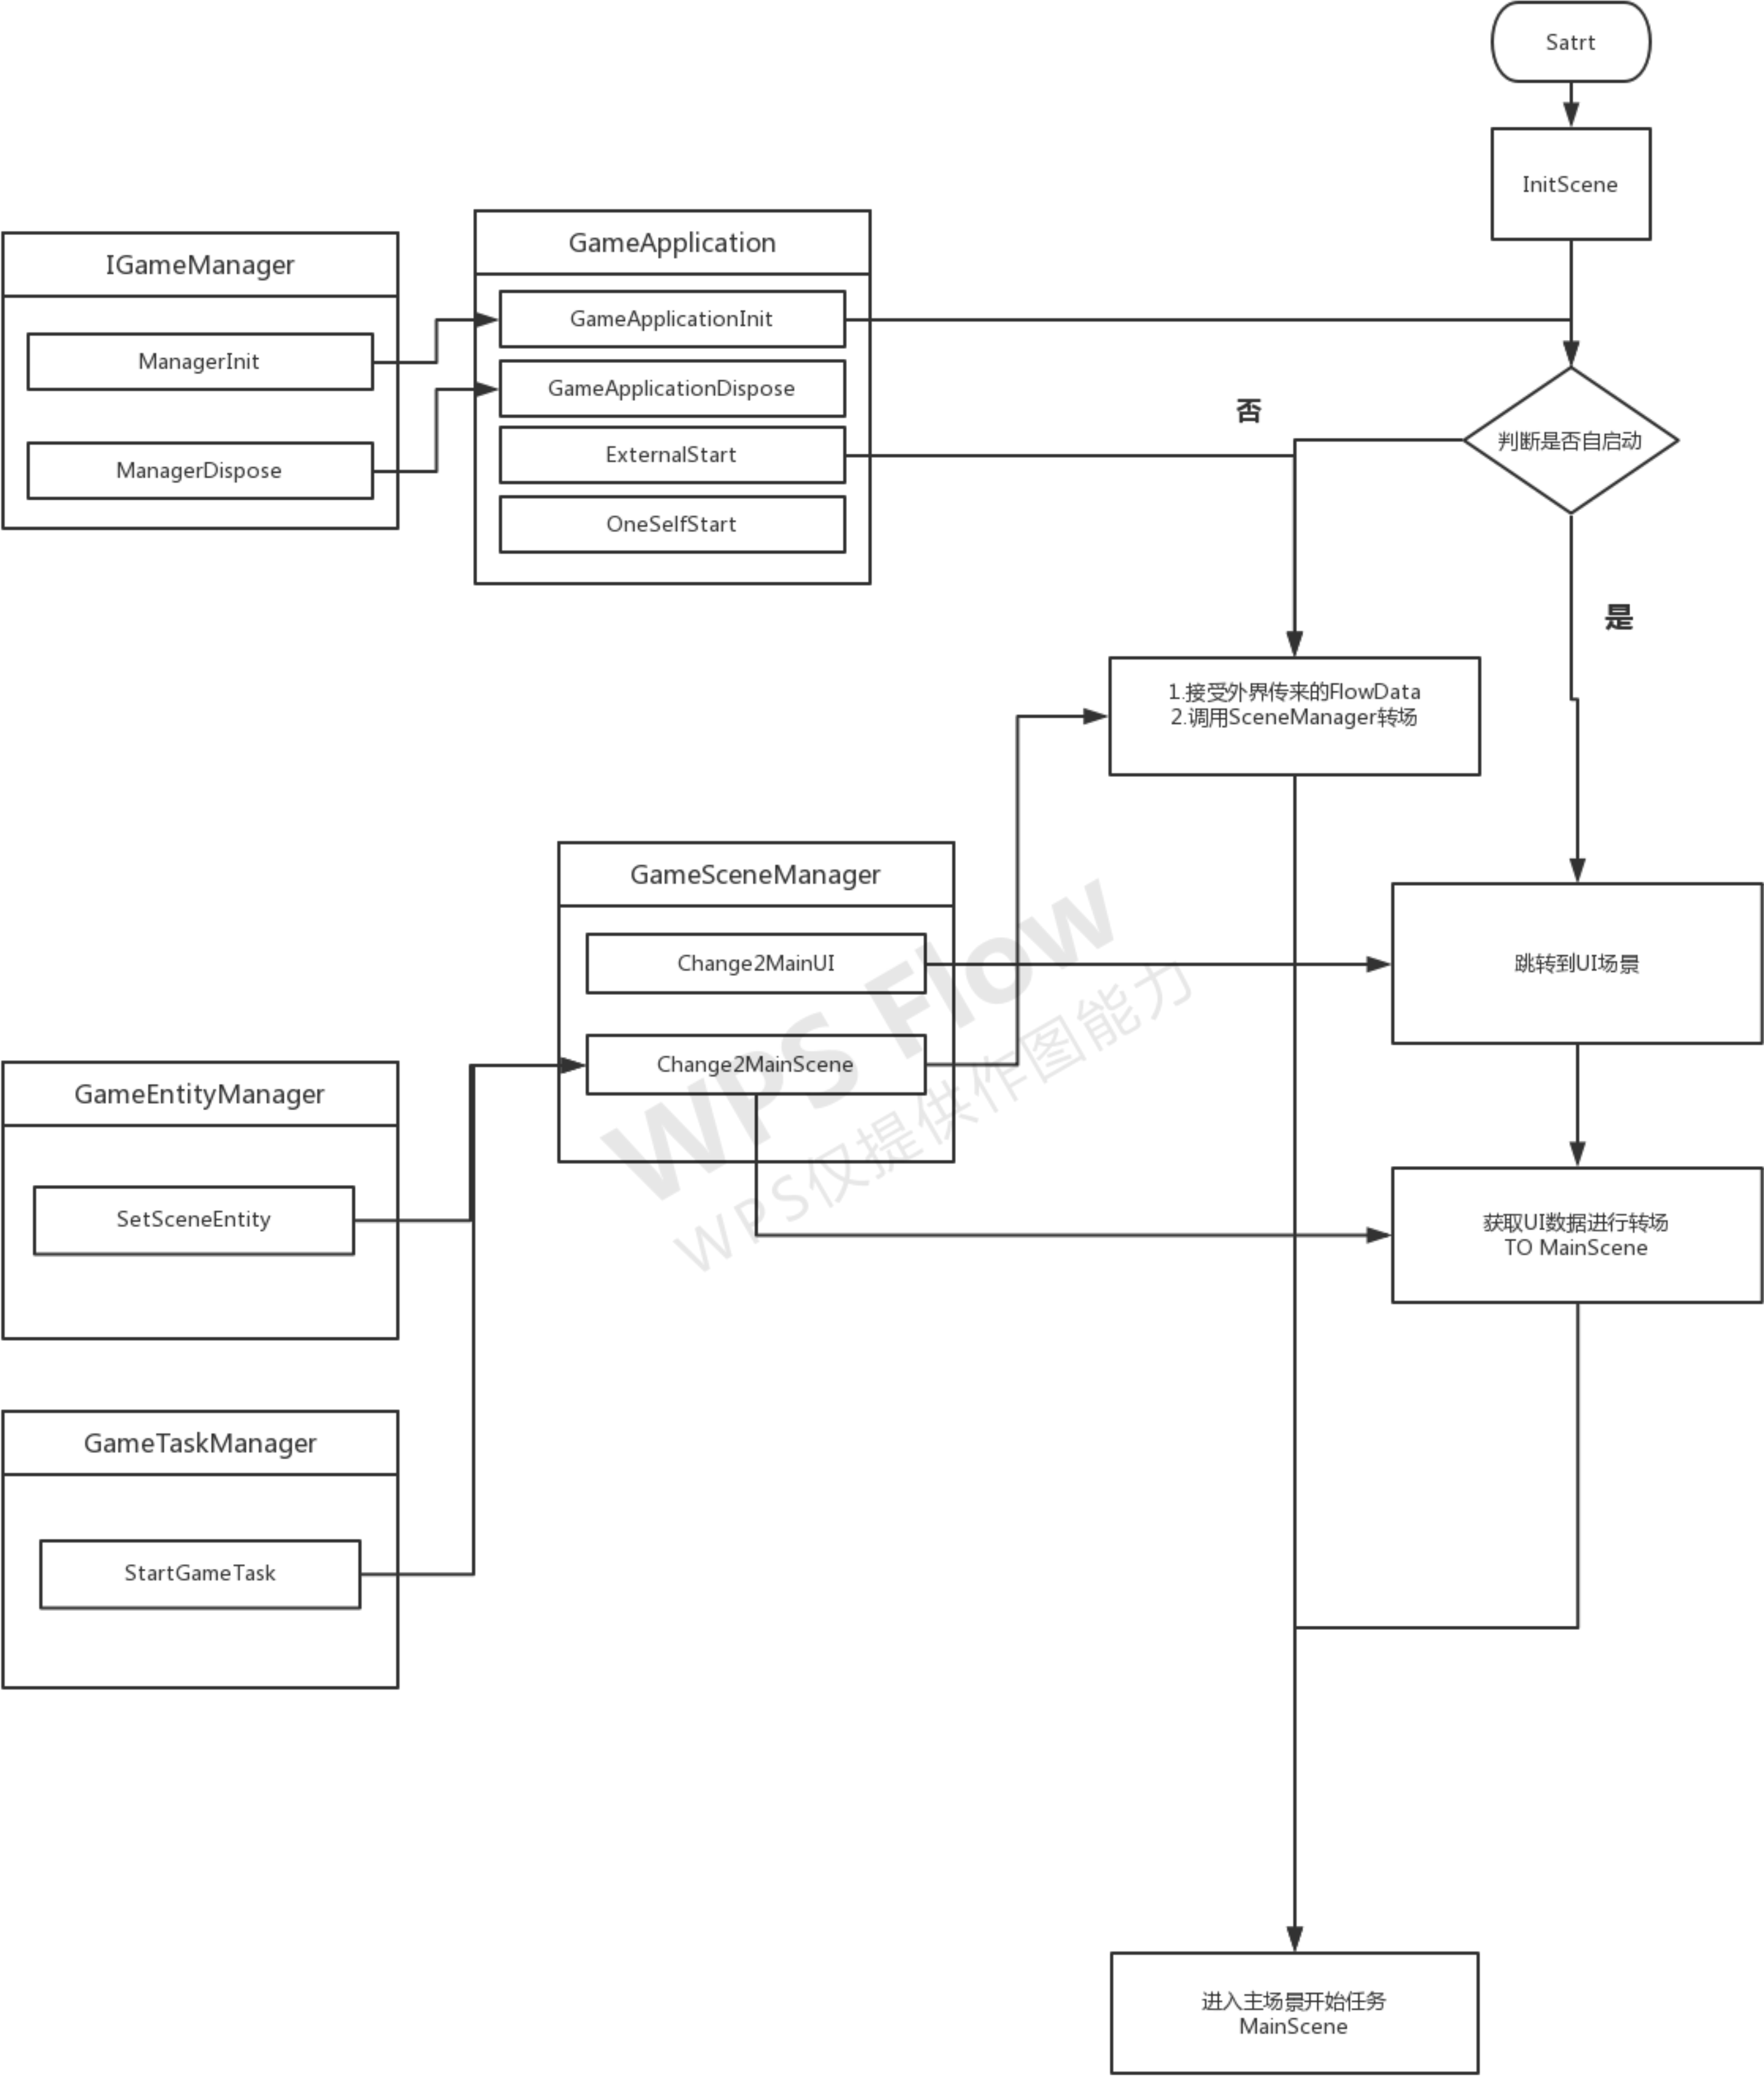 Satrt
InitScene
IGameManager
ManagerInit
ManagerDispose
GameApplication
GameApplicationInit
GameApplicationDispose
ExternalStart
OneSelfStart
否
判断是否自启动
是
1.接受外界传来的FlowData
2.调用SceneManager转场
GameSceneManager
Change2MainUI
Change2MainScene
跳转到UI场景
GameEntityManager
SetSceneEntity
获取UI数据进行转场
TO MainScene
GameTaskManager
StartGameTask
进入主场景开始任务
MainScene
WPS Flow
WPS仅提供作图能力